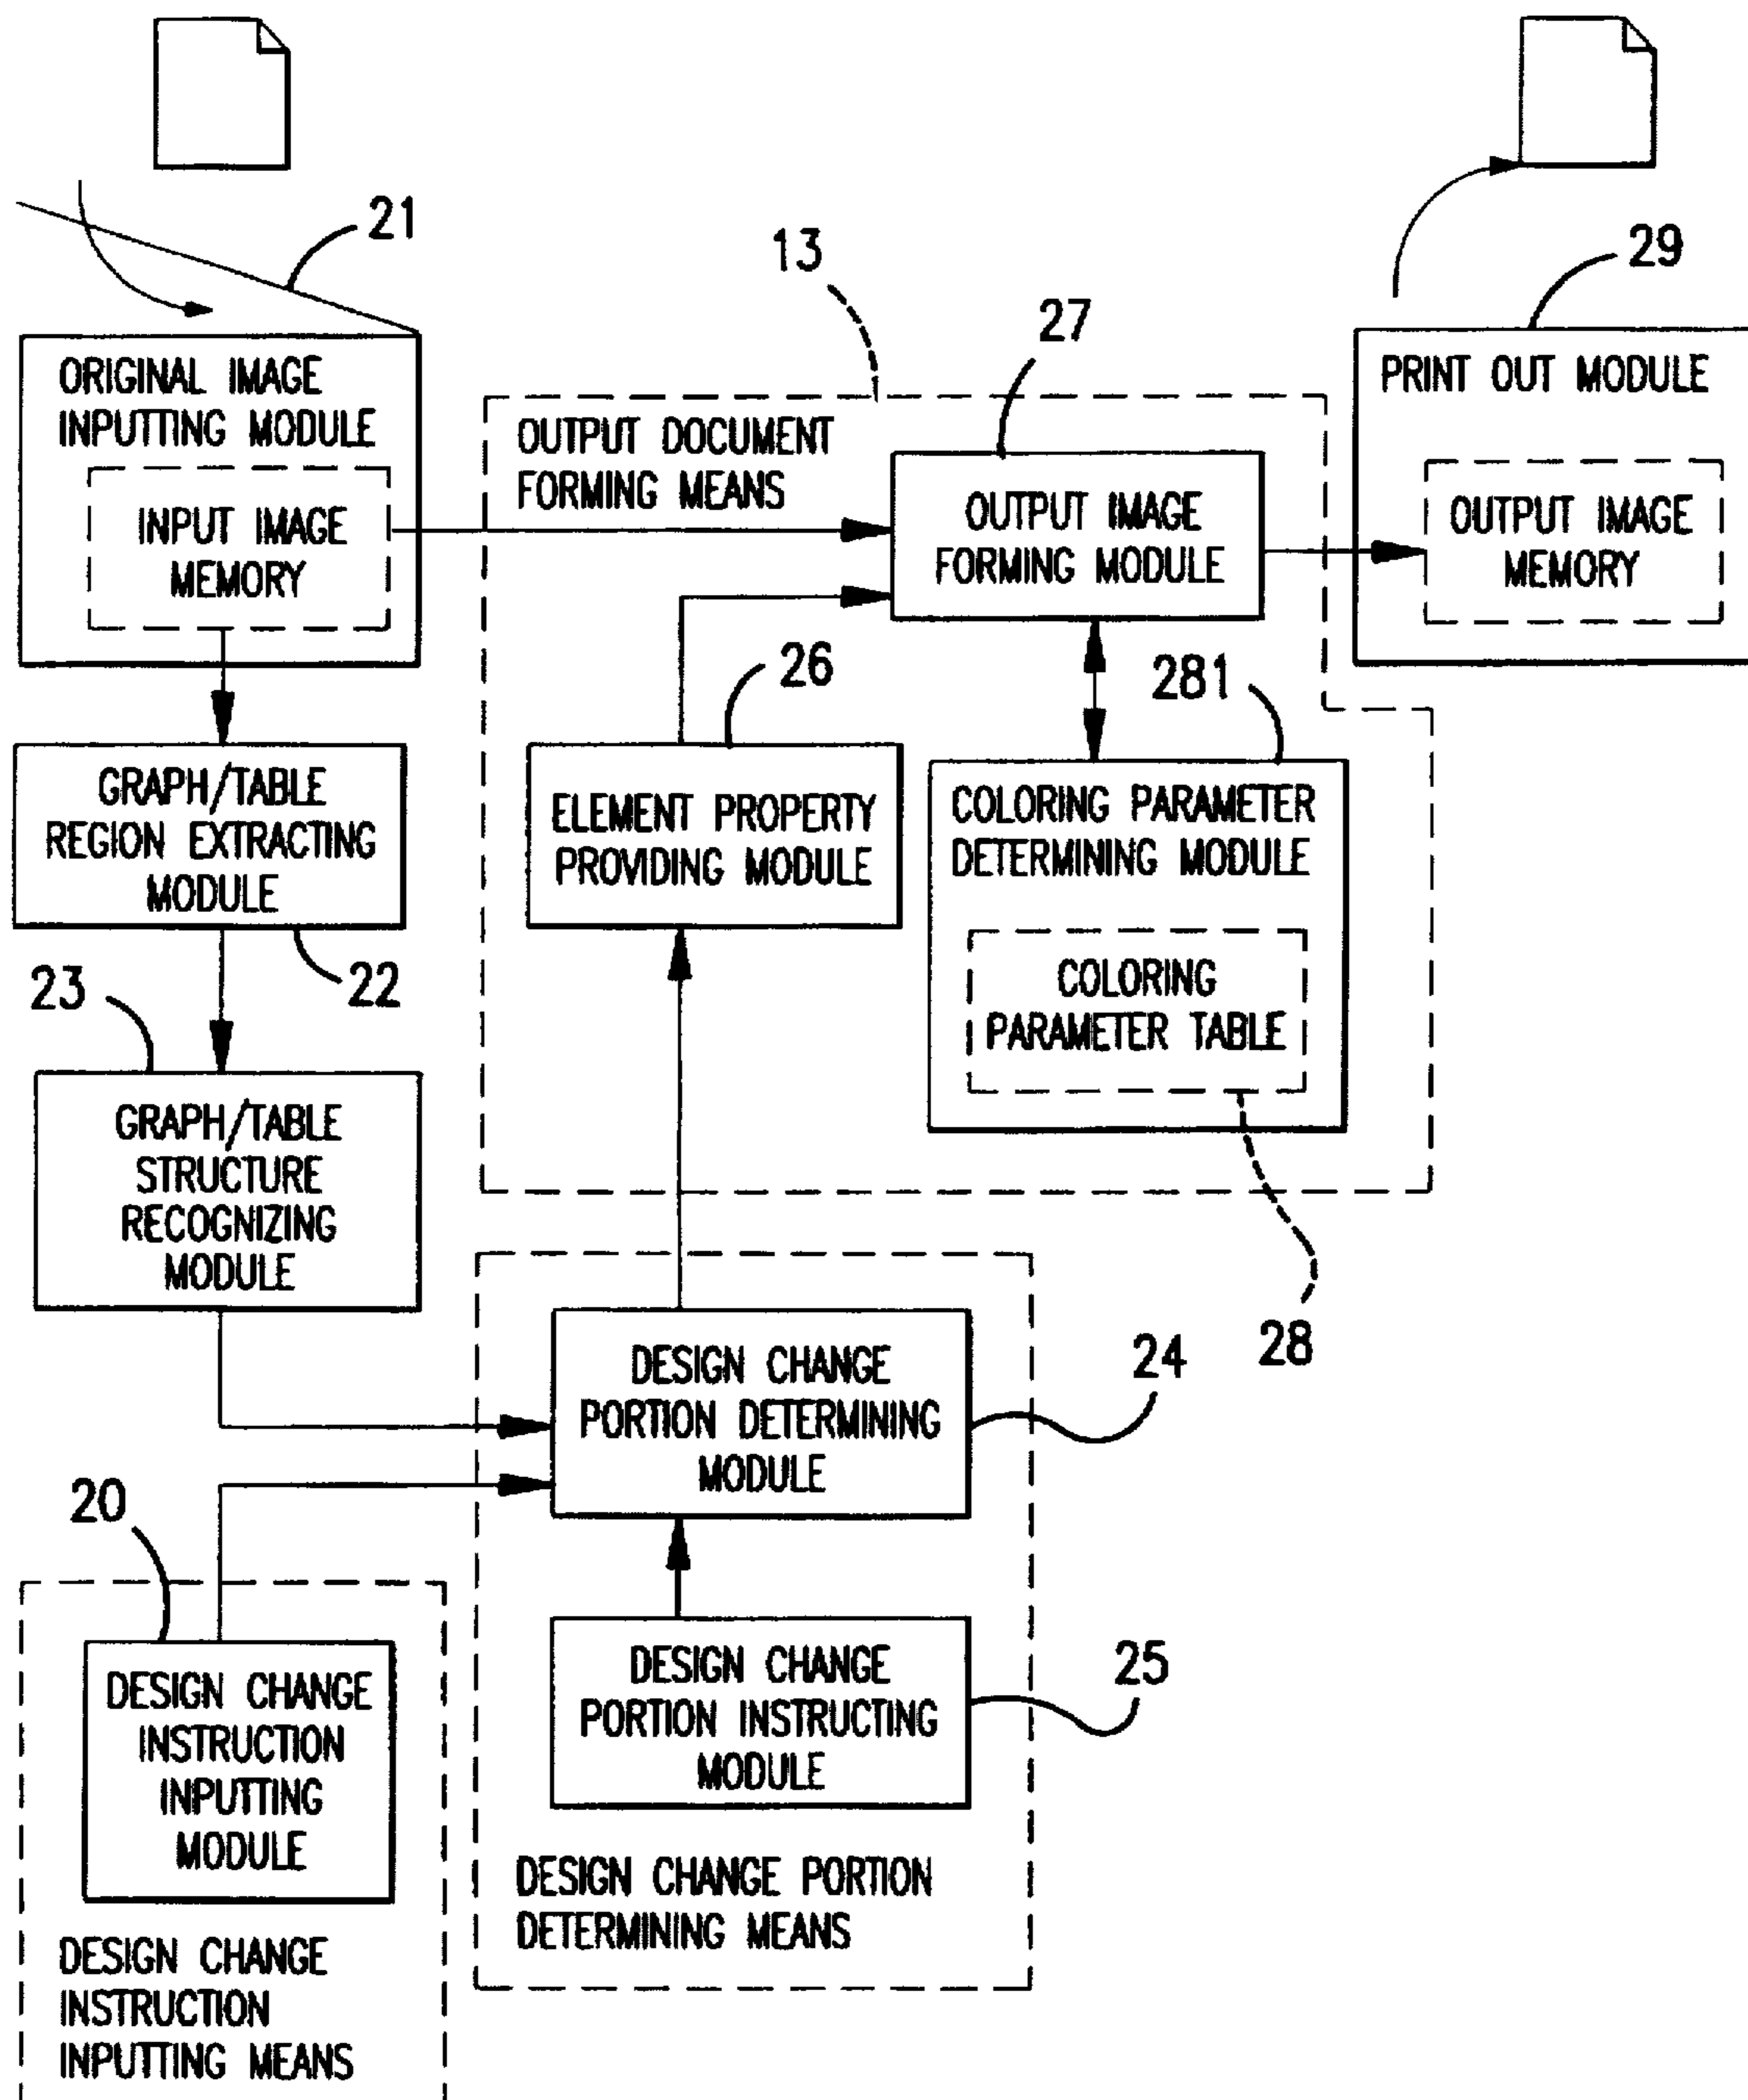 21
13
29
27
ORIGINAL IMAGE
INPUTTING MODULE
INPUT IMAGE
MEMORY
OUTPUT DOCUMENT
FORMING MEANS
OUTPUT IMAGE
FORMING MODULE
PRINT OUT MODULE
OUTPUT IMAGE
MEMORY
26
281
GRAPH/TABLE
REGION EXTRACTING
MODULE
22
ELEMENT PROPERTY
PROVIDING MODULE
COLORING PARAMETER
DETERMINING MODULE
COLORING
PARAMETER TABLE
28
23
GRAPH/TABLE
STRUCTURE
RECOGNIZING
MODULE
DESIGN CHANGE
PORTION DETERMINING
MODULE
24
20
DESIGN CHANGE
INSTRUCTION
INPUTTING
MODULE
DESIGN CHANGE
PORTION INSTRUCTING
MODULE
25
DESIGN CHANGE PORTION
DETERMINING MEANS
DESIGN CHANGE
INSTRUCTION
INPUTTING MEANS